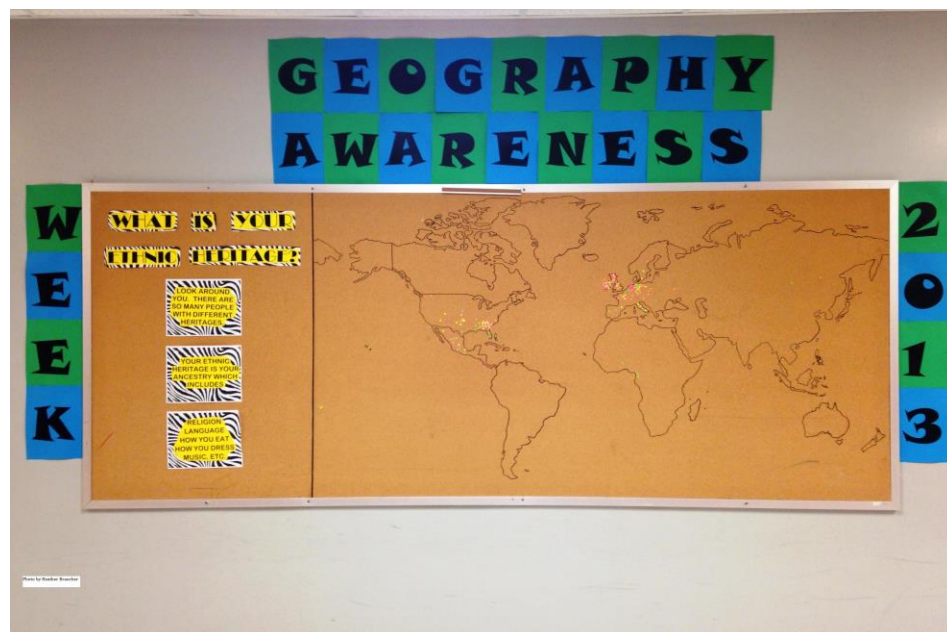 GEOGRAPHY
AWARENESS
WEEK
2013
WHAT IS YOUR
ETHNIC HERITAGE?
LOOK AROUND
YOU. THERE ARE
SO MANY PEOPLE
WITH DIFFERENT
HERITAGES
YOUR ETHNIC
HERITAGE IS YOUR
ANCESTRY WHICH
INCLUDES
RELIGION
LANGUAGE
HOW YOU EAT
HOW YOU DRESS
MUSIC, ETC.
Photo by